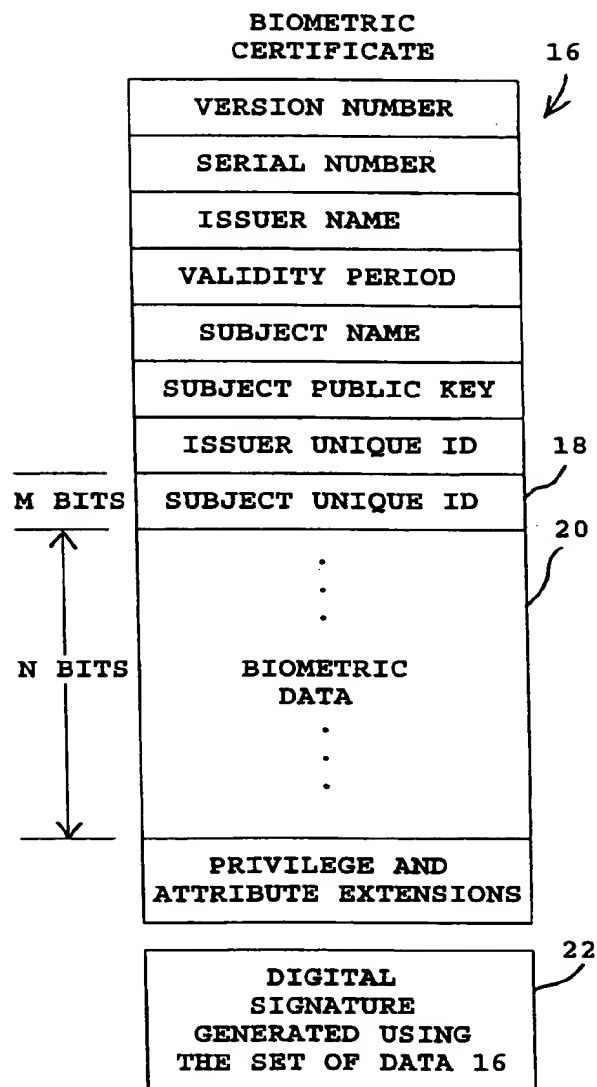 BIOMETRIC
CERTIFICATE
16
VERSION NUMBER
SERIAL NUMBER
ISSUER NAME
VALIDITY PERIOD
SUBJECT NAME
SUBJECT PUBLIC KEY
ISSUER UNIQUE ID
18
M BITS
SUBJECT UNIQUE ID
20
N BITS
BIOMETRIC
DATA
PRIVILEGE AND
ATTRIBUTE EXTENSIONS
22
DIGITAL
SIGNATURE
GENERATED USING
THE SET OF DATA 16